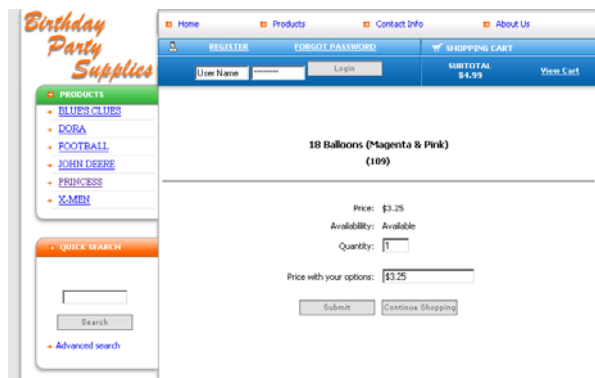 Birthday
Party
Supplies
Home Products Contact Info About Us
REGISTER FORGOT PASSWORD SHOPPING CART
User Name ******** Login SUBTOTAL
$4.99 View Cart
PRODUCTS
BLUE'S CLUES
DORA
FOOTBALL
JOHN DEERE
PRINCESS
X-MEN
18 Balloons (Magenta & Pink)
(109)
Price: $3.25
Availability: Available
Quantity: 1
Price with your options: $3.25
Submit Continue Shopping
QUICK SEARCH
Search
Advanced search